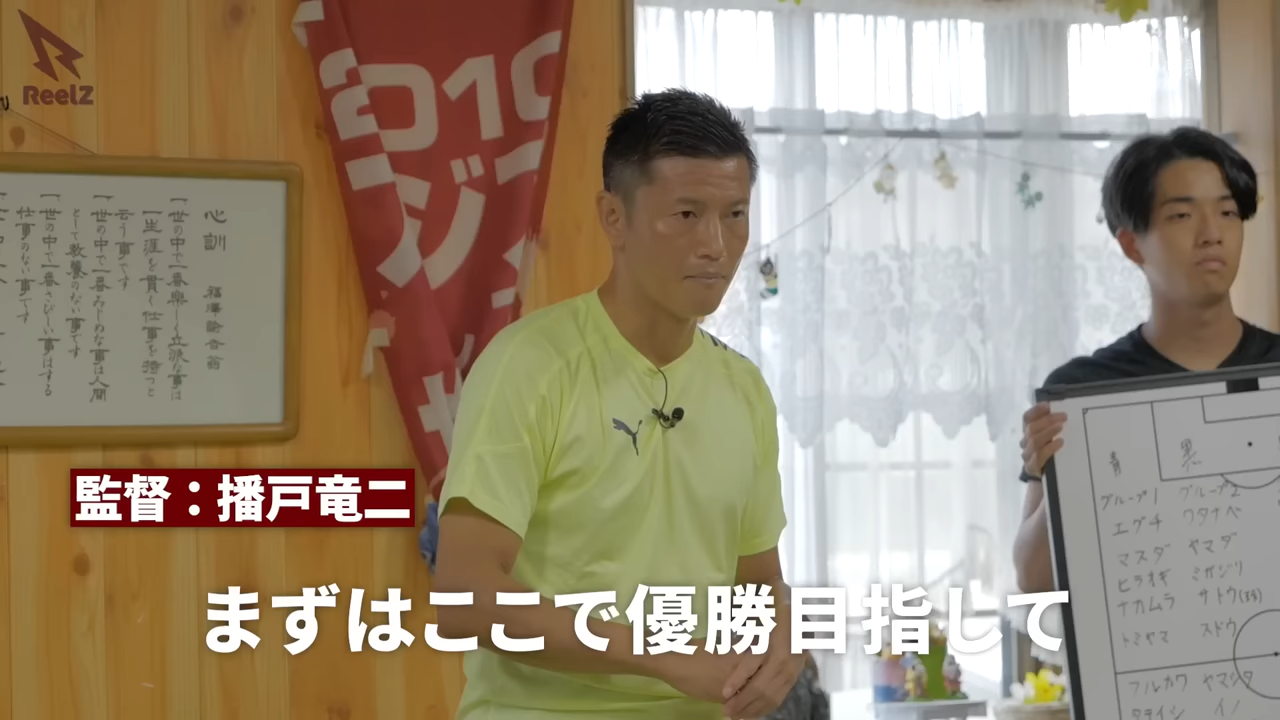 ReelZ
2010
心訓
福澤諭吉翁
一世の中で一番楽しく立派な事は
一生涯を貫く仕事を持つと
云う事です
一世の中で一番みじめな事は人間
として教養のない事です
一世の中で一番さびしい事はする
仕事のない事です
監督：播戸竜二
まずはここで優勝目指して
青 黒
グループ1 グループ2
エグチ ワタナベ
マスダ ヤマダ
ヒラオギ ミガジリ
ナカムラ サトウ
トミヤマ スドウ
フルカワ ヤマシタ
タテイシ イノ